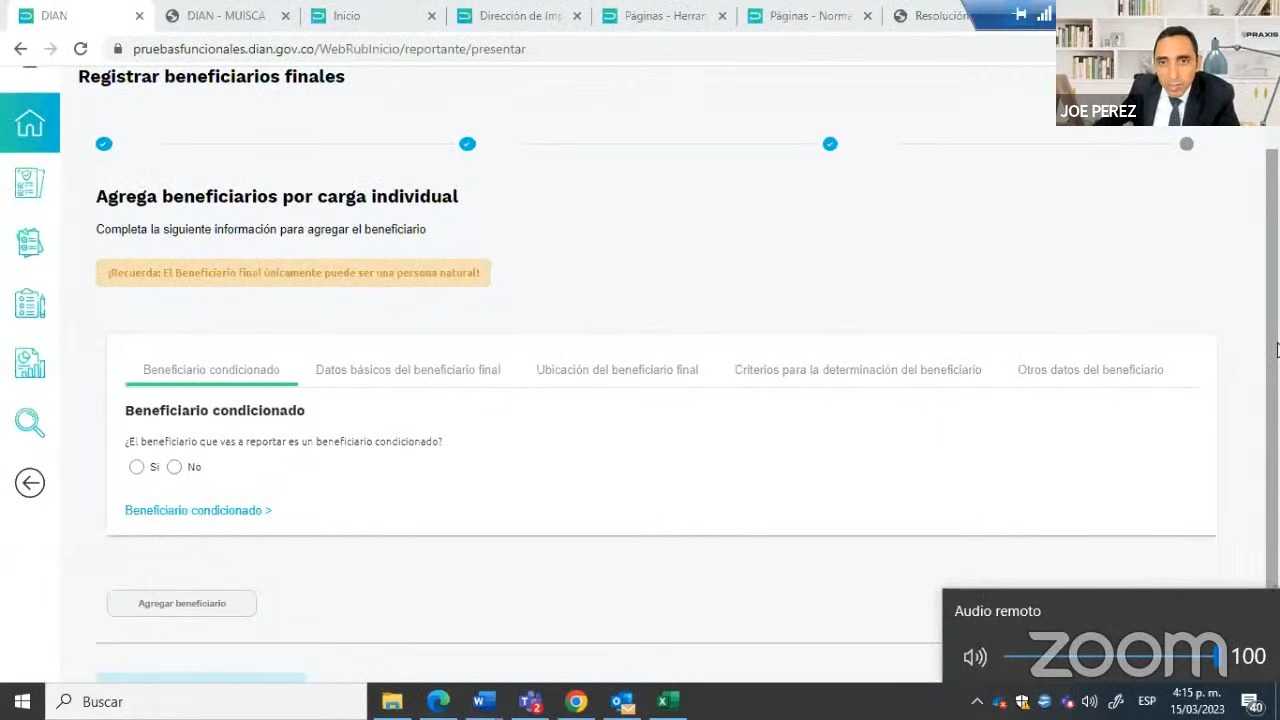 DIAN
DIAN - MUISCA
Inicio
Dirección de Im
Páginas - Herrar
Páginas - Norma
Resolución
pruebasfuncionales.dian.gov.co/WebRubInicio/reportante/presentar
PRAXIS
JOE PEREZ
Registrar beneficiarios finales
Agrega beneficiarios por carga individual
Completa la siguiente información para agregar el beneficiario
¡Recuerda: El Beneficiario final únicamente puede ser una persona natural!
Beneficiario condicionado
Datos básicos del beneficiario final
Ubicación del beneficiario final
Criterios para la determinación del beneficiario
Otros datos del beneficiario
Beneficiario condicionado
¿El beneficiario que vas a reportar es un beneficiario condicionado?
Si No
Beneficiario condicionado >
Agregar beneficiario
Audio remoto
100
zoom
Buscar
ESP
4:15 p. m.
15/03/2023
40